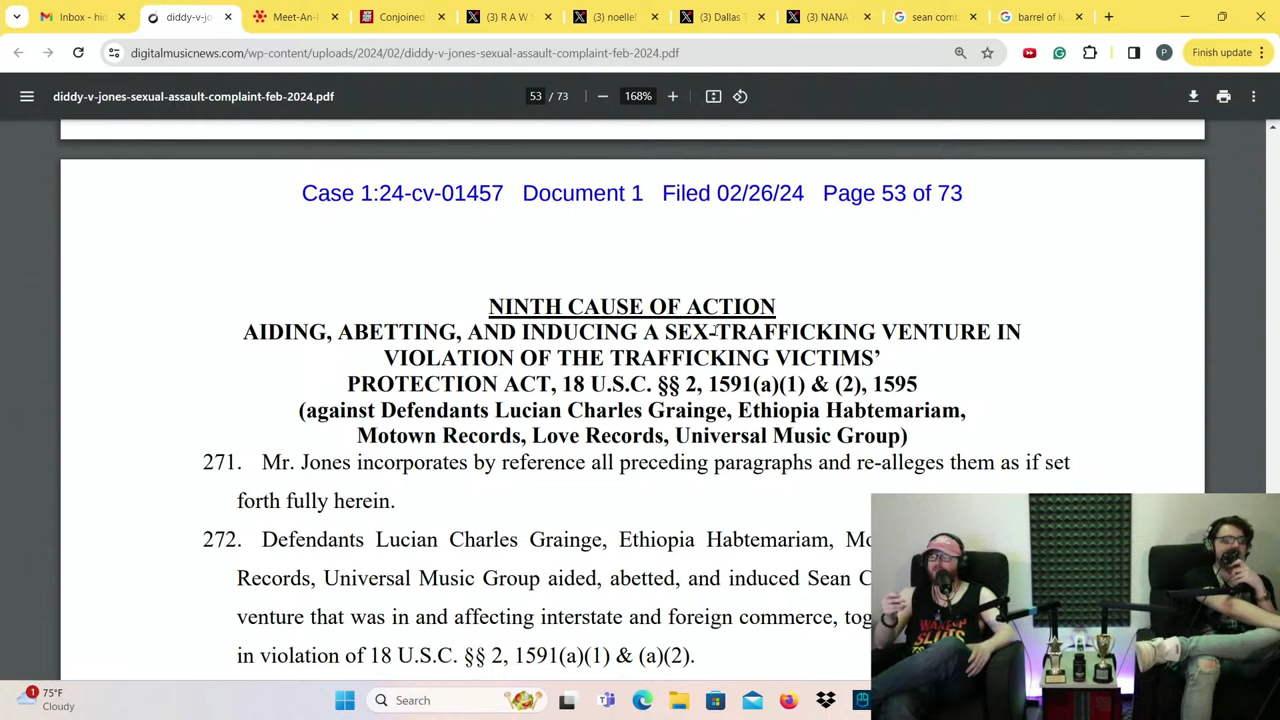 Inbox - hio
diddy-v-jo
Meet-An-I
Conjoined
(3) R A W
(3) noelle!
(3) Dallas T
(3) NANA
sean comb
barrel of lu
digitalmusicnews.com/wp-content/uploads/2024/02/diddy-v-jones-sexual-assault-complaint-feb-2024.pdf
P
Finish update
diddy-v-jones-sexual-assault-complaint-feb-2024.pdf
53 / 73
168%
Case 1:24-cv-01457 Document 1 Filed 02/26/24 Page 53 of 73
NINTH CAUSE OF ACTION
AIDING, ABETTING, AND INDUCING A SEX-TRAFFICKING VENTURE IN
VIOLATION OF THE TRAFFICKING VICTIMS’
PROTECTION ACT, 18 U.S.C. §§ 2, 1591(a)(1) & (2), 1595
(against Defendants Lucian Charles Grainge, Ethiopia Habtemariam,
Motown Records, Love Records, Universal Music Group)
271. Mr. Jones incorporates by reference all preceding paragraphs and re-alleges them as if set
forth fully herein.
272. Defendants Lucian Charles Grainge, Ethiopia Habtemariam, Mo
Records, Universal Music Group aided, abetted, and induced Sean C
venture that was in and affecting interstate and foreign commerce, tog
in violation of 18 U.S.C. §§ 2, 1591(a)(1) & (a)(2).
WAKEUP
SLUTS
1
75°F
Cloudy
Search